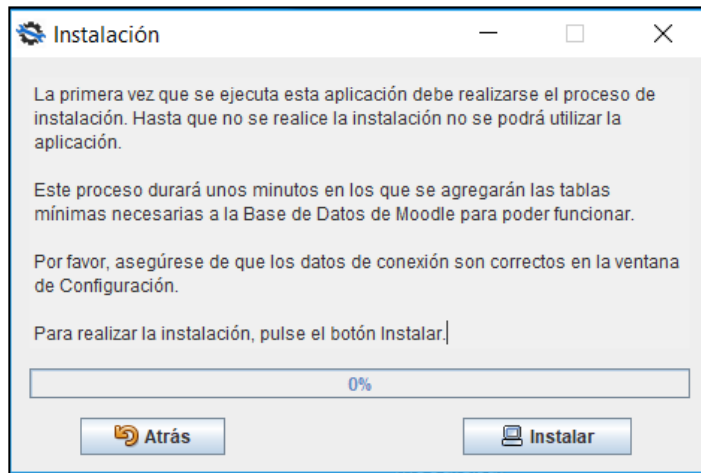 Instalación
La primera vez que se ejecuta esta aplicación debe realizarse el proceso de
instalación. Hasta que no se realice la instalación no se podrá utilizar la
aplicación.
Este proceso durará unos minutos en los que se agregarán las tablas
mínimas necesarias a la Base de Datos de Moodle para poder funcionar.
Por favor, asegúrese de que los datos de conexión son correctos en la ventana
de Configuración.
Para realizar la instalación, pulse el botón Instalar.
0%
Atrás
Instalar